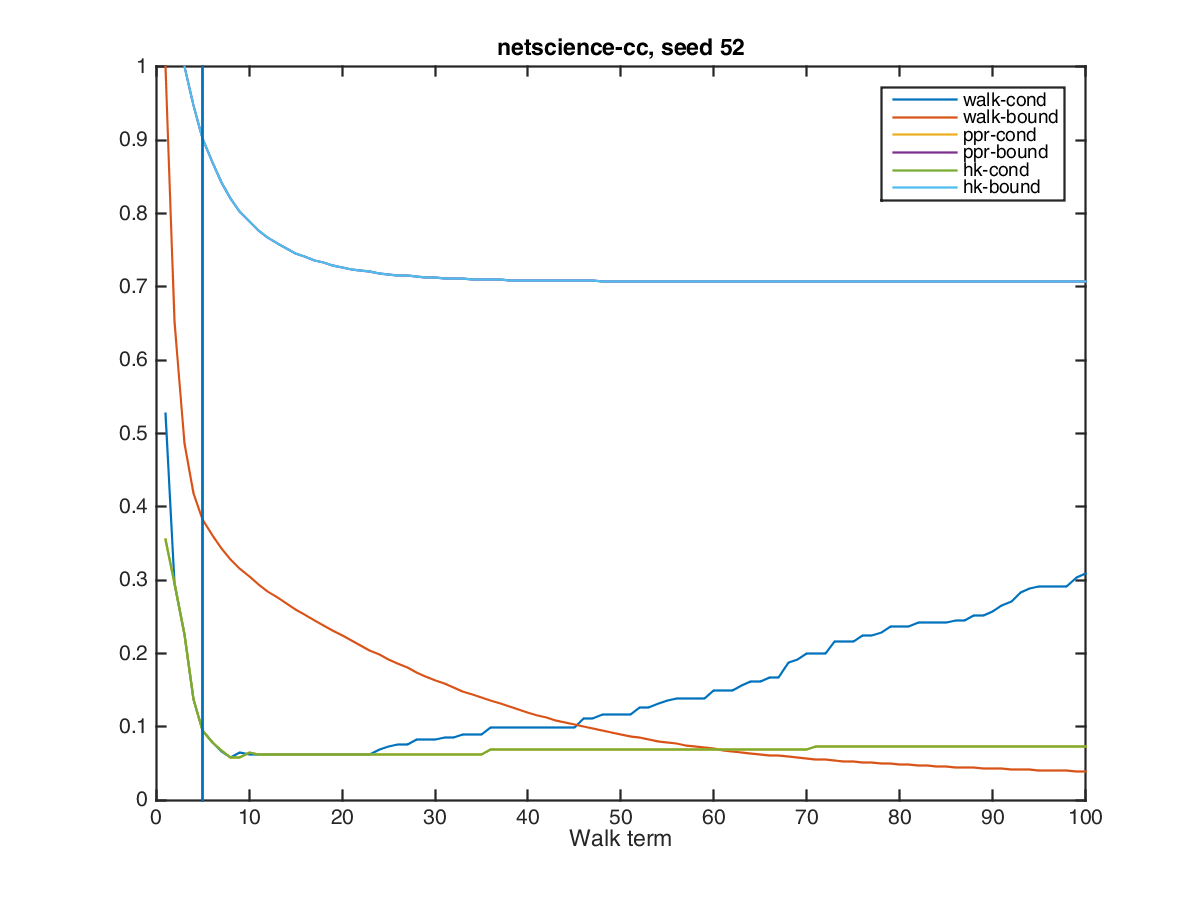 netscience-cc, seed 52
1
0.9
0.8
0.7
0.6
0.5
0.4
0.3
0.2
0.1
0
walk-cond
walk-bound
ppr-cond
ppr-bound
hk-cond
hk-bound
0 10 20 30 40 50 60 70 80 90 100
Walk term